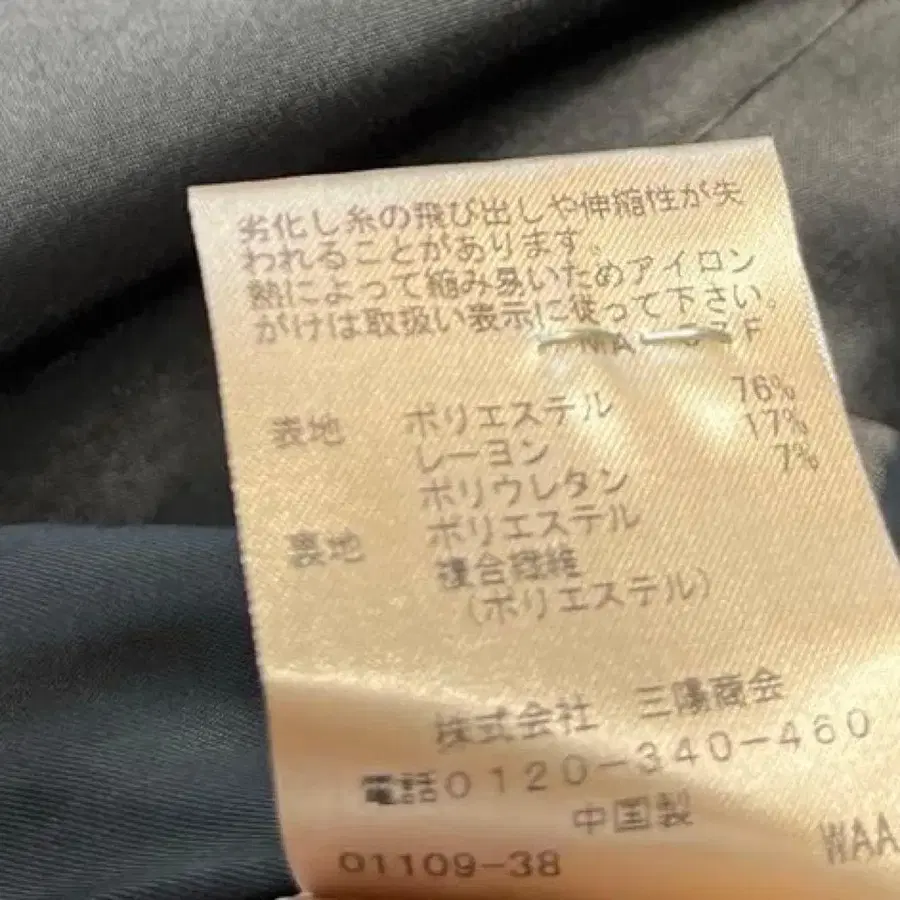 劣化し糸の飛び出しや伸縮性が失
われることがあります。
熱によって縮み易いためアイロン
がけは取扱い表示に従って下さい。
表地 ポリエステル 76%
レーヨン 17%
ポリウレタン 7%
裏地 ポリエステル
複合繊維
(ポリエステル)
株式会社 三陽商会
電話0120-340-460
中国製
01109-38 WAA